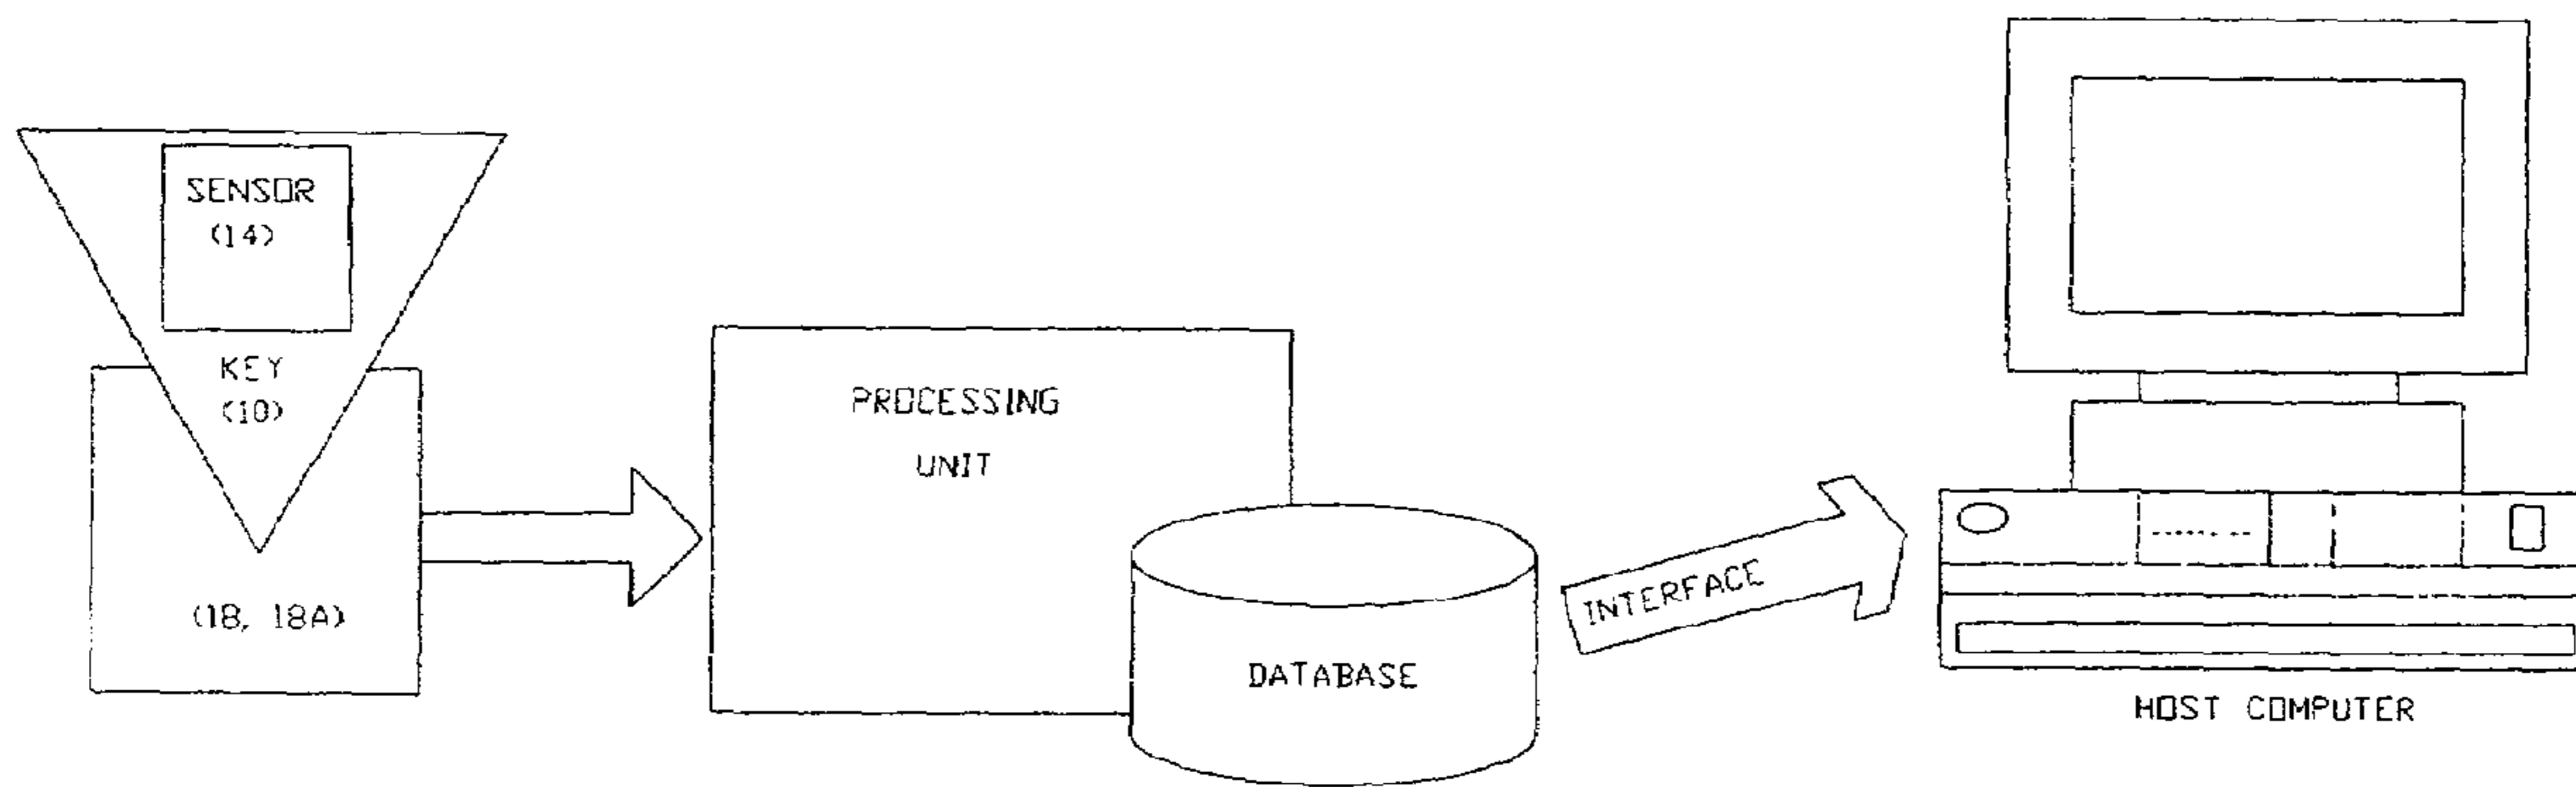 SENSOR
(14)
KEY
(10)
(18, 18A)
PROCESSING
UNIT
DATABASE
INTERFACE
HOST COMPUTER